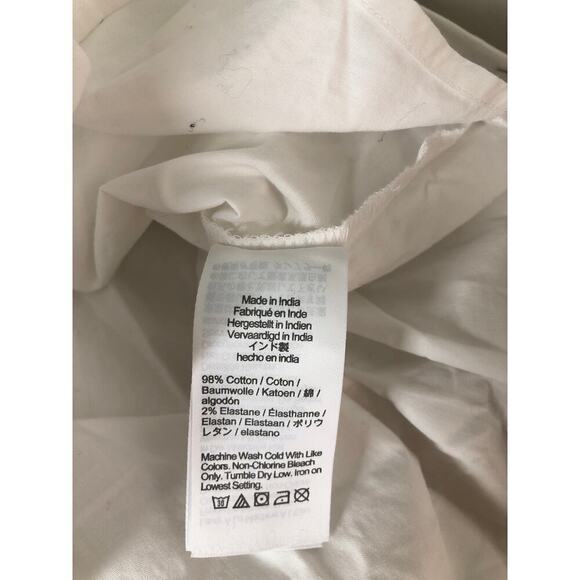 Made in India
Fabriqué en Inde
Hergestellt in Indien
Vervaardigd in India
インド製
hecho en india
98% Cotton / Coton /
Baumwolle / Katoen / 綿 /
algodón
2% Elastane / Élasthanne /
Elastan / Elastaan / ポリウ
レタン / elastano
Machine Wash Cold With Like
Colors. Non-Chlorine Bleach
Only. Tumble Dry Low. Iron on
Lowest Setting.
30